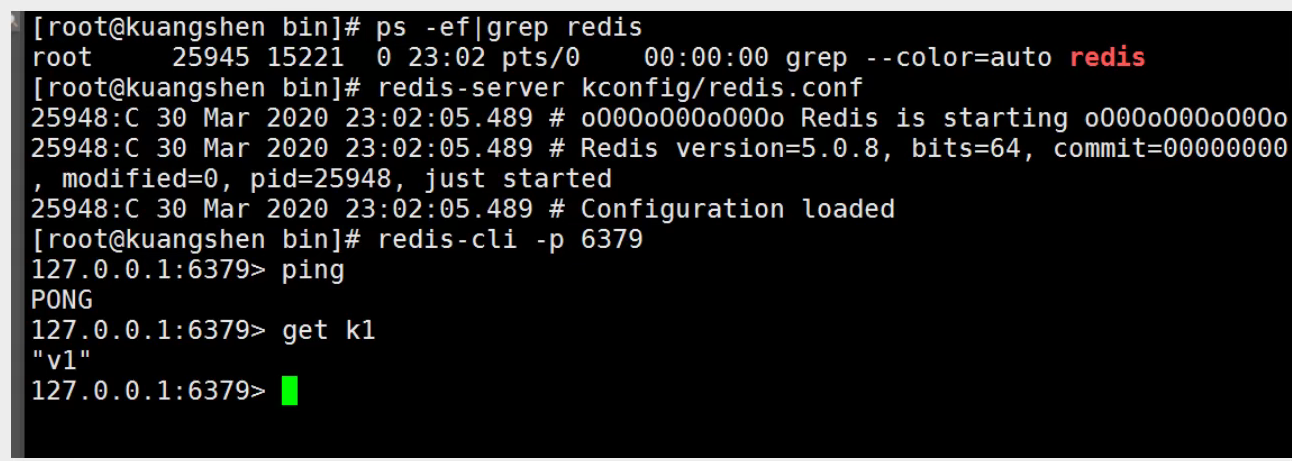 [root@kuangshen bin]# ps -ef|grep redis
root     25945 15221  0 23:02 pts/0    00:00:00 grep --color=auto redis
[root@kuangshen bin]# redis-server kconfig/redis.conf
25948:C 30 Mar 2020 23:02:05.489 # oO0OoO0OoO0Oo Redis is starting oO0OoO0OoO0Oo
25948:C 30 Mar 2020 23:02:05.489 # Redis version=5.0.8, bits=64, commit=00000000
, modified=0, pid=25948, just started
25948:C 30 Mar 2020 23:02:05.489 # Configuration loaded
[root@kuangshen bin]# redis-cli -p 6379
127.0.0.1:6379> ping
PONG
127.0.0.1:6379> get k1
"v1"
127.0.0.1:6379>